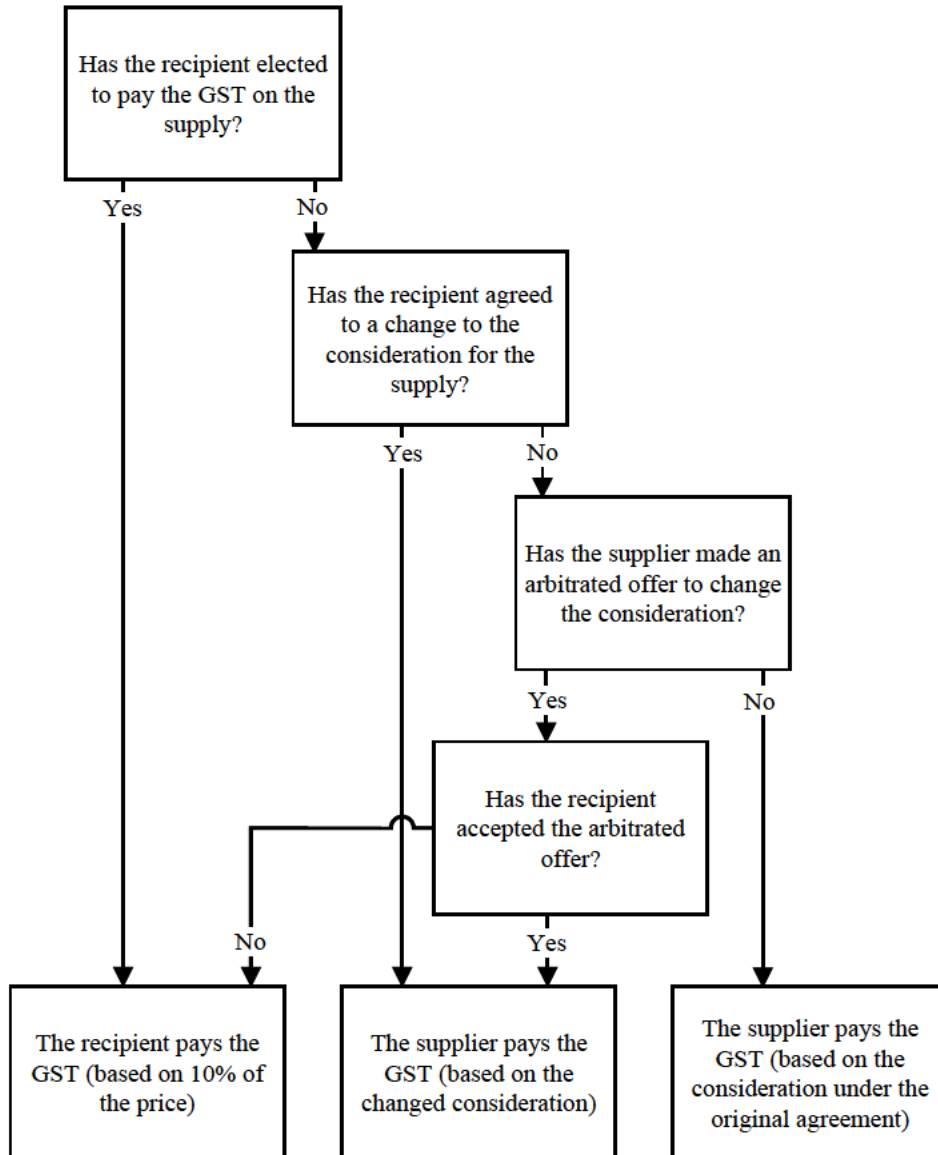 Has the recipient elected
to pay the GST on the
supply?
Yes
No
Has the recipient agreed
to a change to the
consideration for the
supply?
Yes
No
Has the supplier made an
arbitrated offer to change
the consideration?
Yes
No
Has the recipient
accepted the arbitrated
offer?
No
Yes
The recipient pays the
GST (based on 10% of
the price)
The supplier pays the
GST (based on the
changed consideration)
The supplier pays the
GST (based on the
consideration under the
original agreement)